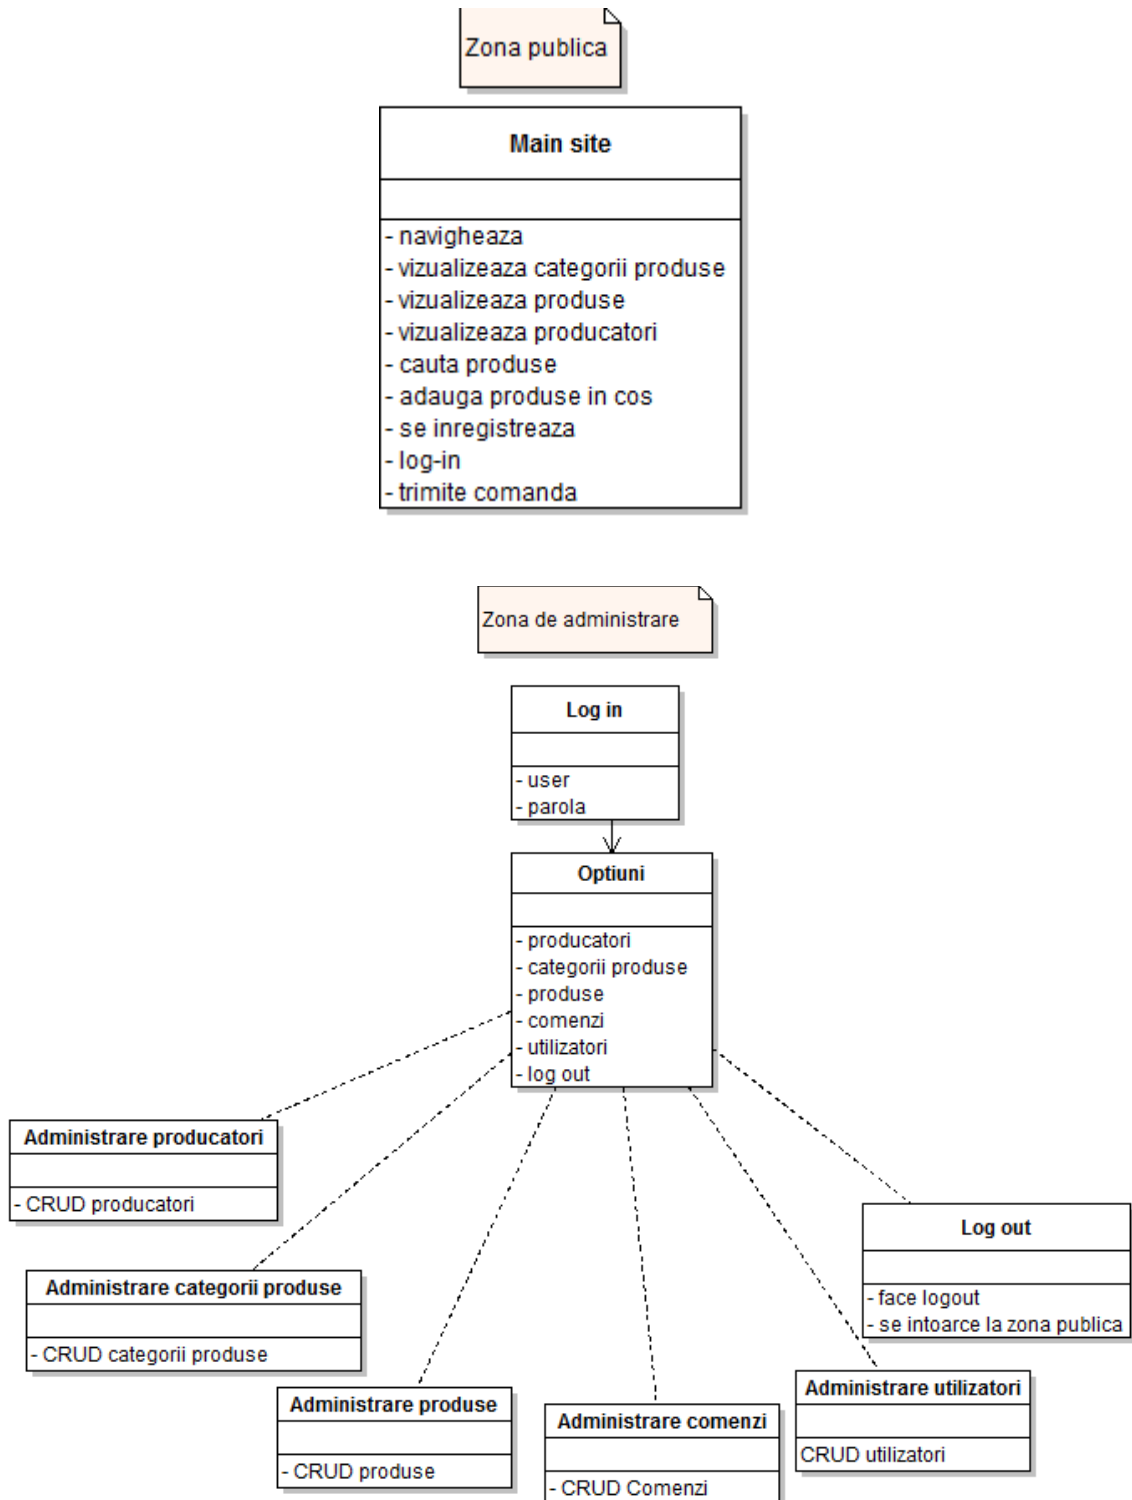 Zona publica
Main site
- navigheaza
- vizualizeaza categorii produse
- vizualizeaza produse
- vizualizeaza producatori
- cauta produse
- adauga produse in cos
- se inregistreaza
- log-in
- trimite comanda
Zona de administrare
Log in
- user
- parola
Optiuni
- producatori
- categorii produse
- produse
- comenzi
- utilizatori
- log out
Administrare producatori
- CRUD producatori
Administrare categorii produse
- CRUD categorii produse
Administrare produse
- CRUD produse
Administrare comenzi
- CRUD Comenzi
Administrare utilizatori
CRUD utilizatori
Log out
- face logout
- se intoarce la zona publica